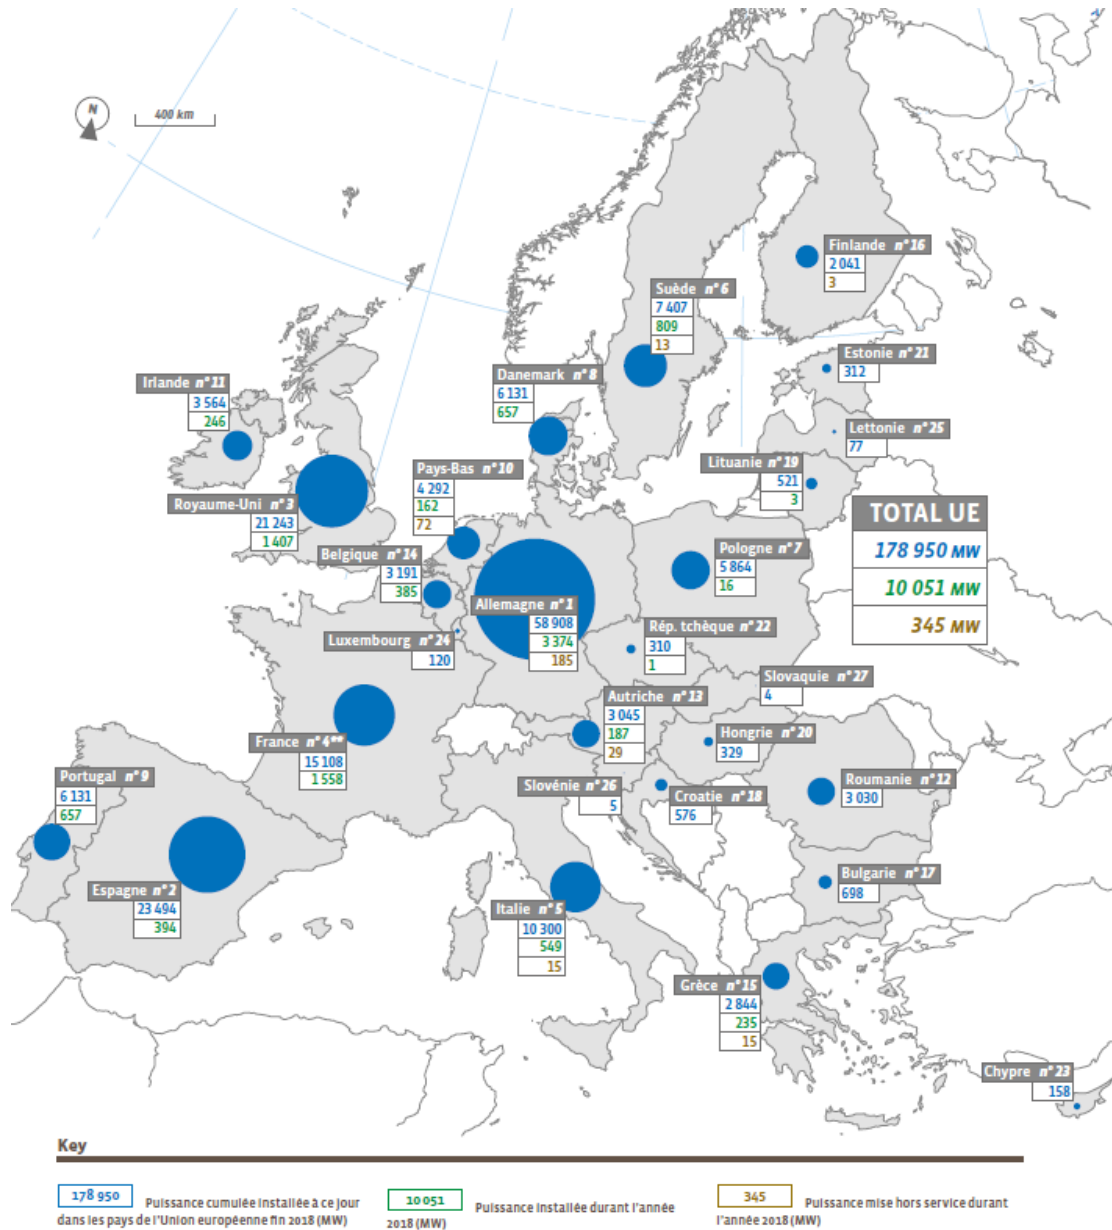 N
400 km
Finlande n°16
2 041
3
Suède n°6
7 407
809
13
Estonie n°21
312
Danemark n°8
6 131
657
Irlande n°11
3 564
246
Lettonie n°25
77
Lituanie n°19
521
3
Pays-Bas n°10
4 292
162
72
Royaume-Uni n°3
21 243
1 407
TOTAL UE
178 950 MW
10 051 MW
345 MW
Belgique n°14
3 191
385
Pologne n°7
5 864
16
Allemagne n°1
58 908
3 374
185
Luxembourg n°24
120
Rép. tchèque n°22
310
1
Slovaquie n°27
4
Autriche n°13
3 045
187
29
Hongrie n°20
329
France n°4**
15 108
1 558
Portugal n°9
6 131
657
Slovénie n°26
5
Croatie n°18
576
Roumanie n°12
3 030
Espagne n°2
23 494
394
Bulgarie n°17
698
Italie n°5
10 300
549
15
Grèce n°15
2 844
235
15
Chypre n°23
158
Key
178 950 Puissance cumulée installée à ce jour
dans les pays de l'Union européenne fin 2018 (MW)
10 051 Puissance installée durant l'année
2018 (MW)
345 Puissance mise hors service durant
l'année 2018 (MW)